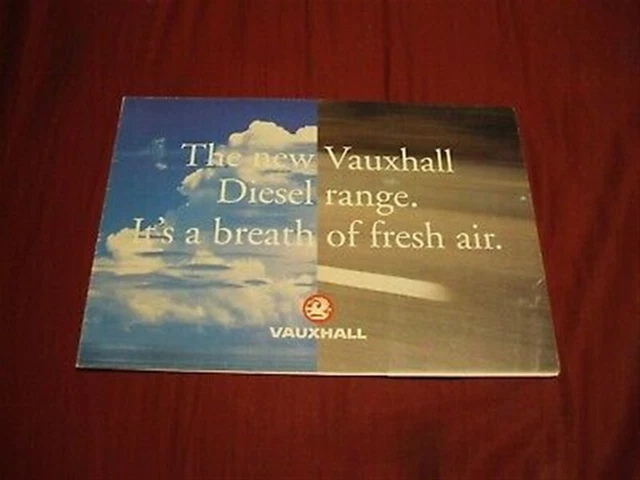 The new Vauxhall
Diesel range.
It's a breath of fresh air.
VAUXHALL